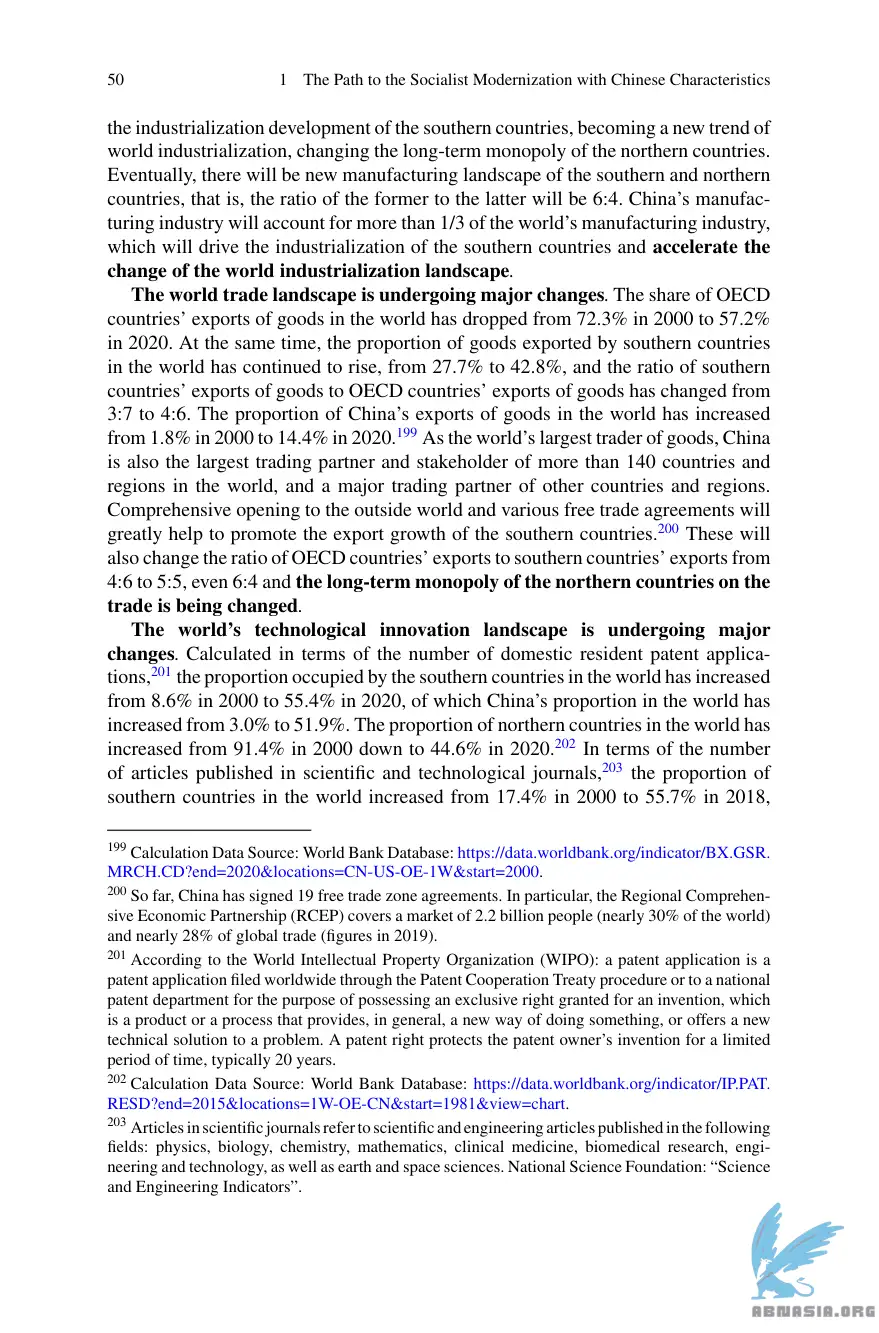 50 1 The Path to the Socialist Modernization with Chinese Characteristics
the industrialization development of the southern countries, becoming a new trend of
world industrialization, changing the long-term monopoly of the northern countries.
Eventually, there will be new manufacturing landscape of the southern and northern
countries, that is, the ratio of the former to the latter will be 6:4. China's manufac-
turing industry will account for more than 1/3 of the world's manufacturing industry,
which will drive the industrialization of the southern countries and accelerate the
change of the world industrialization landscape.
The world trade landscape is undergoing major changes. The share of OECD
countries' exports of goods in the world has dropped from 72.3% in 2000 to 57.2%
in 2020. At the same time, the proportion of goods exported by southern countries
in the world has continued to rise, from 27.7% to 42.8%, and the ratio of southern
countries' exports of goods to OECD countries' exports of goods has changed from
3:7 to 4:6. The proportion of China's exports of goods in the world has increased
from 1.8% in 2000 to 14.4% in 2020.199 As the world's largest trader of goods, China
is also the largest trading partner and stakeholder of more than 140 countries and
regions in the world, and a major trading partner of other countries and regions.
Comprehensive opening to the outside world and various free trade agreements will
greatly help to promote the export growth of the southern countries.200 These will
also change the ratio of OECD countries' exports to southern countries' exports from
4:6 to 5:5, even 6:4 and the long-term monopoly of the northern countries on the
trade is being changed.
The world's technological innovation landscape is undergoing major
changes. Calculated in terms of the number of domestic resident patent applica-
tions,201 the proportion occupied by the southern countries in the world has increased
from 8.6% in 2000 to 55.4% in 2020, of which China's proportion in the world has
increased from 3.0% to 51.9%. The proportion of northern countries in the world has
increased from 91.4% in 2000 down to 44.6% in 2020.202 In terms of the number
of articles published in scientific and technological journals,203 the proportion of
southern countries in the world increased from 17.4% in 2000 to 55.7% in 2018,
199 Calculation Data Source: World Bank Database: https://data.worldbank.org/indicator/BX.GSR.
MRCH.CD?end=2020&locations=CN-US-OE-1W&start=2000.
200 So far, China has signed 19 free trade zone agreements. In particular, the Regional Comprehen-
sive Economic Partnership (RCEP) covers a market of 2.2 billion people (nearly 30% of the world)
and nearly 28% of global trade (figures in 2019).
201 According to the World Intellectual Property Organization (WIPO): a patent application is a
patent application filed worldwide through the Patent Cooperation Treaty procedure or to a national
patent department for the purpose of possessing an exclusive right granted for an invention, which
is a product or a process that provides, in general, a new way of doing something, or offers a new
technical solution to a problem. A patent right protects the patent owner's invention for a limited
period of time, typically 20 years.
202 Calculation Data Source: World Bank Database: https://data.worldbank.org/indicator/IP.PAT.
RESD?end=2015&locations=1W-OE-CN&start=1981&view=chart.
203 Articles in scientific journals refer to scientific and engineering articles published in the following
fields: physics, biology, chemistry, mathematics, clinical medicine, biomedical research, engi-
neering and technology, as well as earth and space sciences. National Science Foundation: "Science
and Engineering Indicators".
ABNASIA.ORG